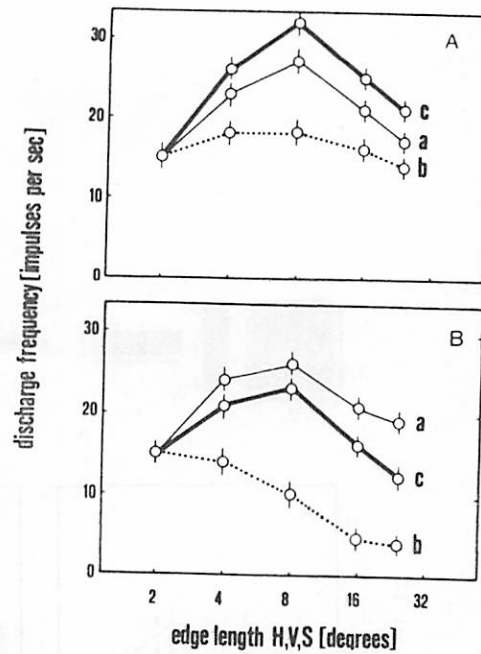 discharge frequency [impulses per sec]
A
30
20
10
0
c
a
b
B
30
20
10
0
a
c
b
2 4 8 16 32
edge length H,V,S [degrees]